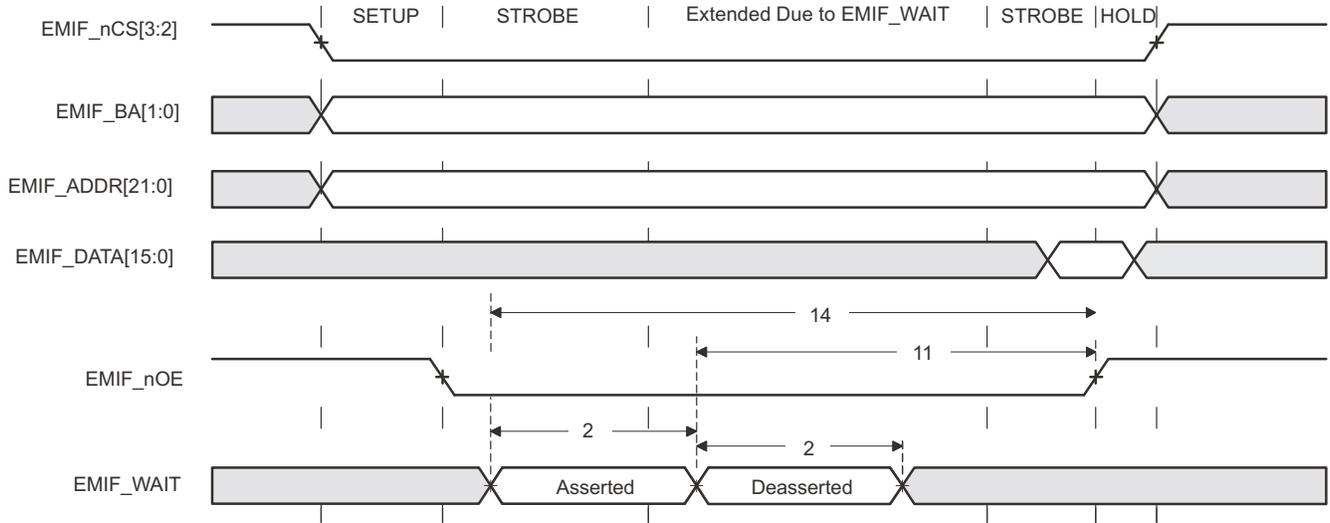 SETUP STROBE Extended Due to EMIF_WAIT STROBE HOLD
EMIF_nCS[3:2]
EMIF_BA[1:0]
EMIF_ADDR[21:0]
EMIF_DATA[15:0]
14
11
EMIF_nOE
2
2
EMIF_WAIT Asserted Deasserted